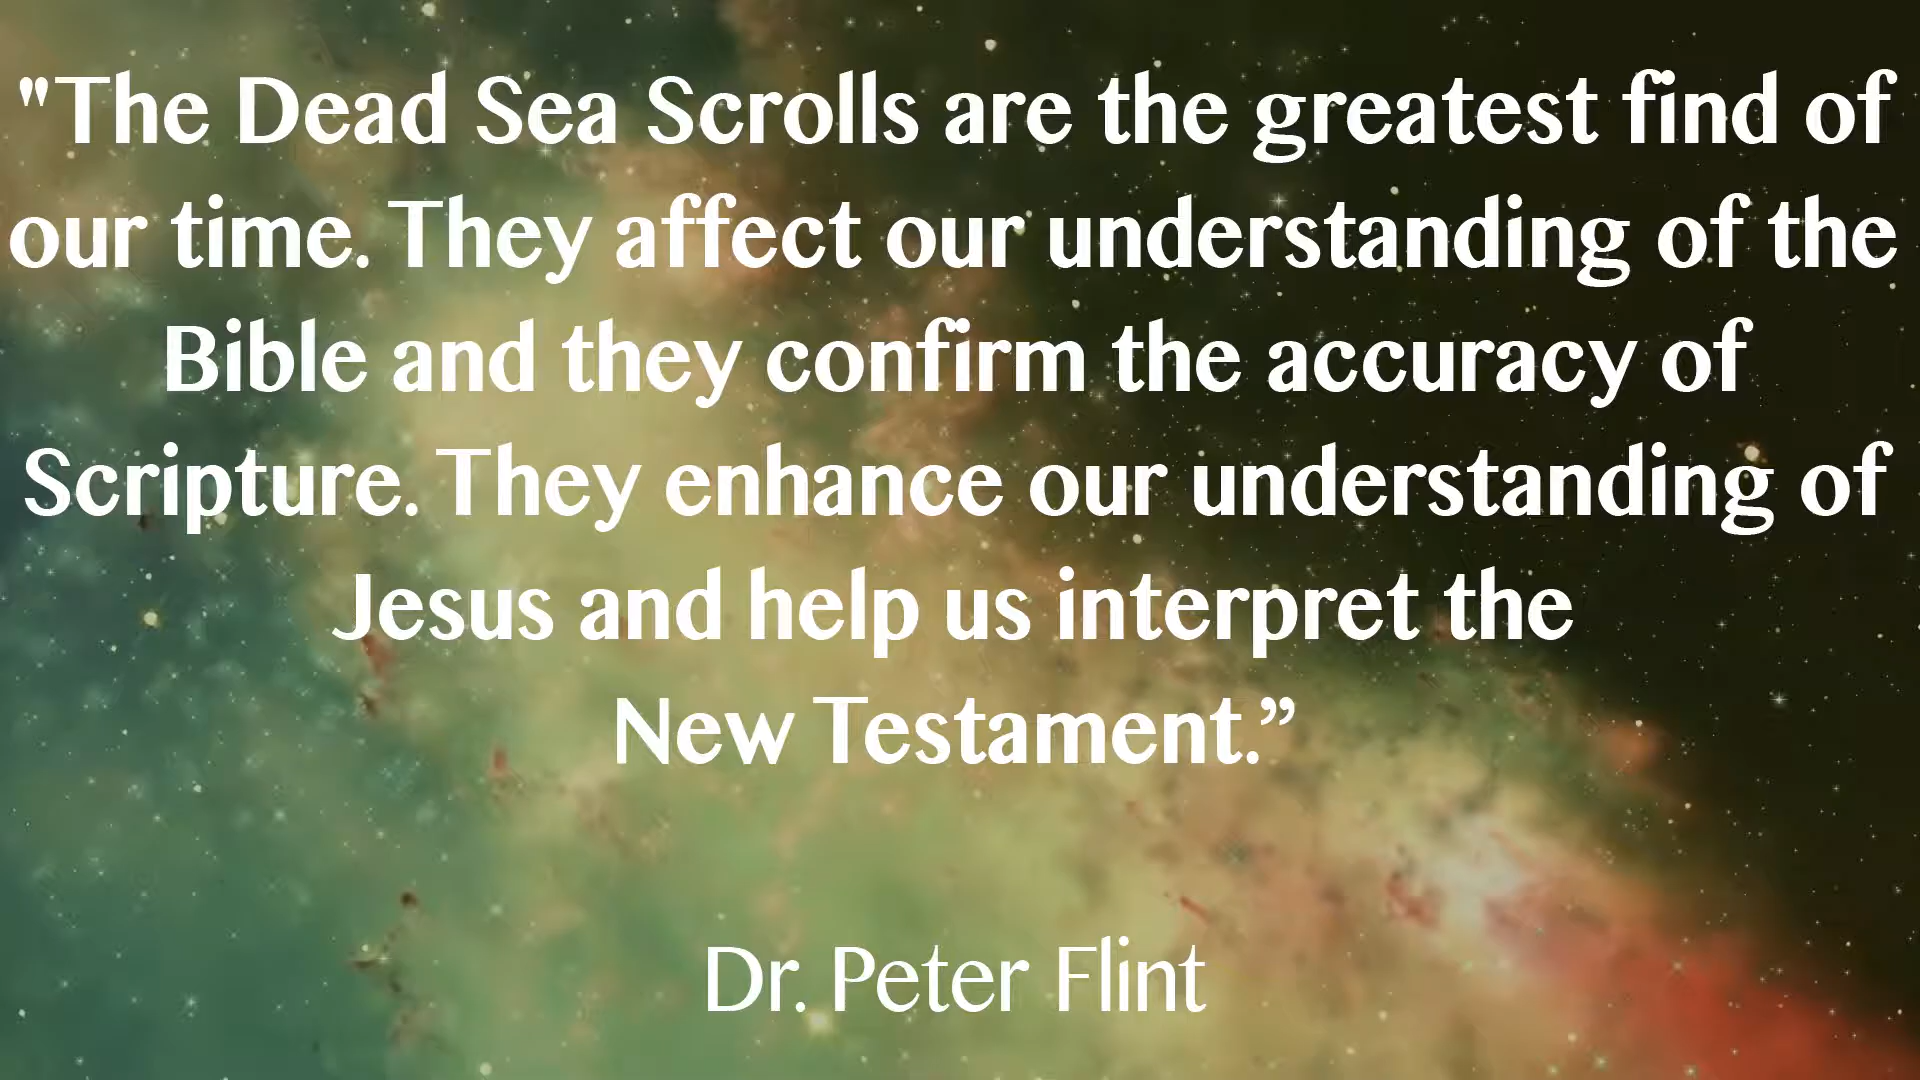 "The Dead Sea Scrolls are the greatest find of
our time. They affect our understanding of the
Bible and they confirm the accuracy of
Scripture. They enhance our understanding of
Jesus and help us interpret the
New Testament.”
Dr. Peter Flint